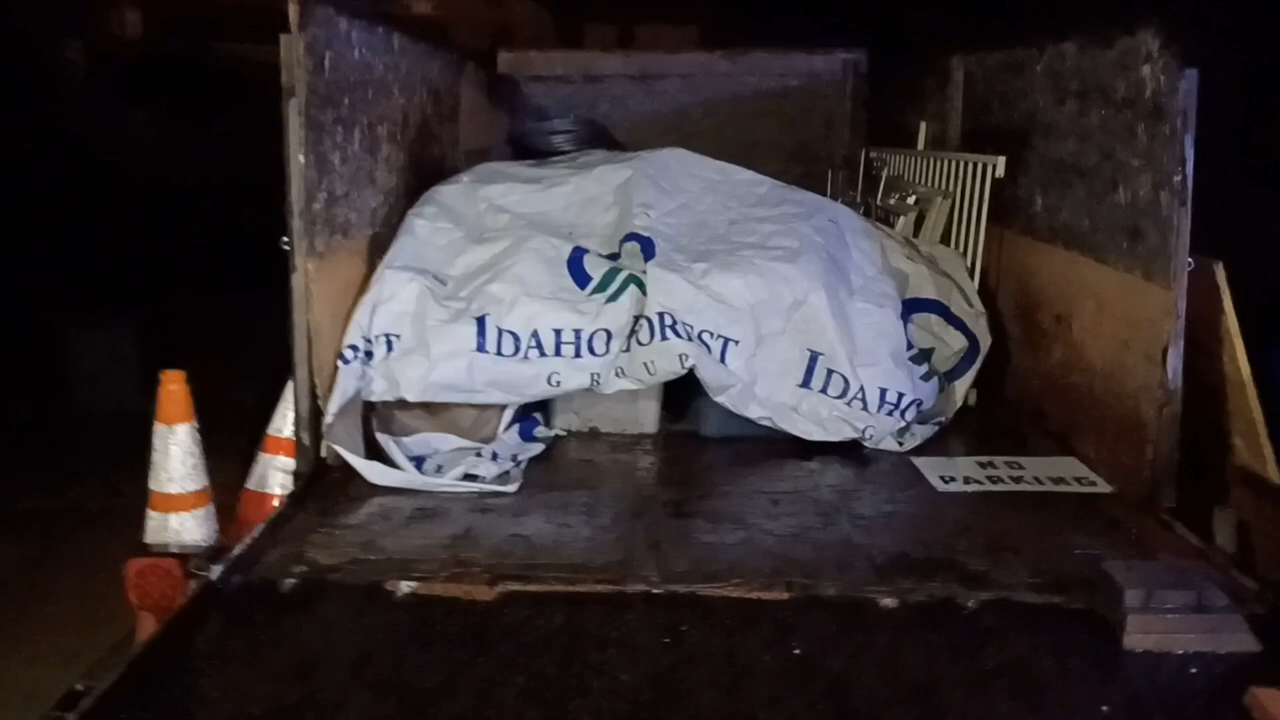 IDAHO FOREST
GROUP
IDAHO
G
NO
PARKING